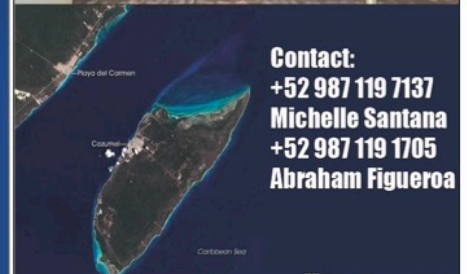 Playa del Carmen
Cozumel
Caribbean Sea
Contact:
+52 987 119 7137
Michelle Santana
+52 987 119 1705
Abraham Figueroa